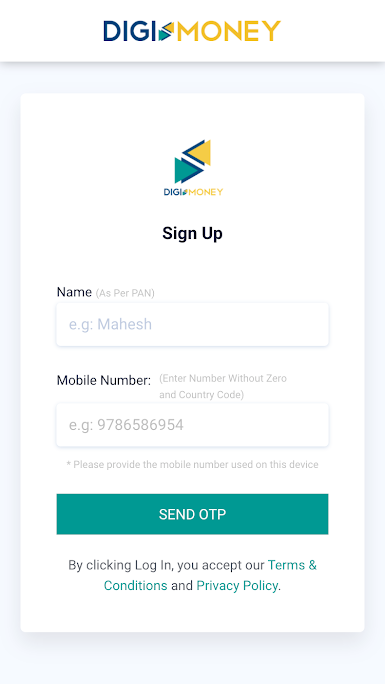 DIGI MONEY
DIGI MONEY
Sign Up
Name (As Per PAN)
e.g: Mahesh
Mobile Number: (Enter Number Without Zero
and Country Code)
e.g: 9786586954
* Please provide the mobile number used on this device
SEND OTP
By clicking Log In, you accept our Terms &
Conditions and Privacy Policy.